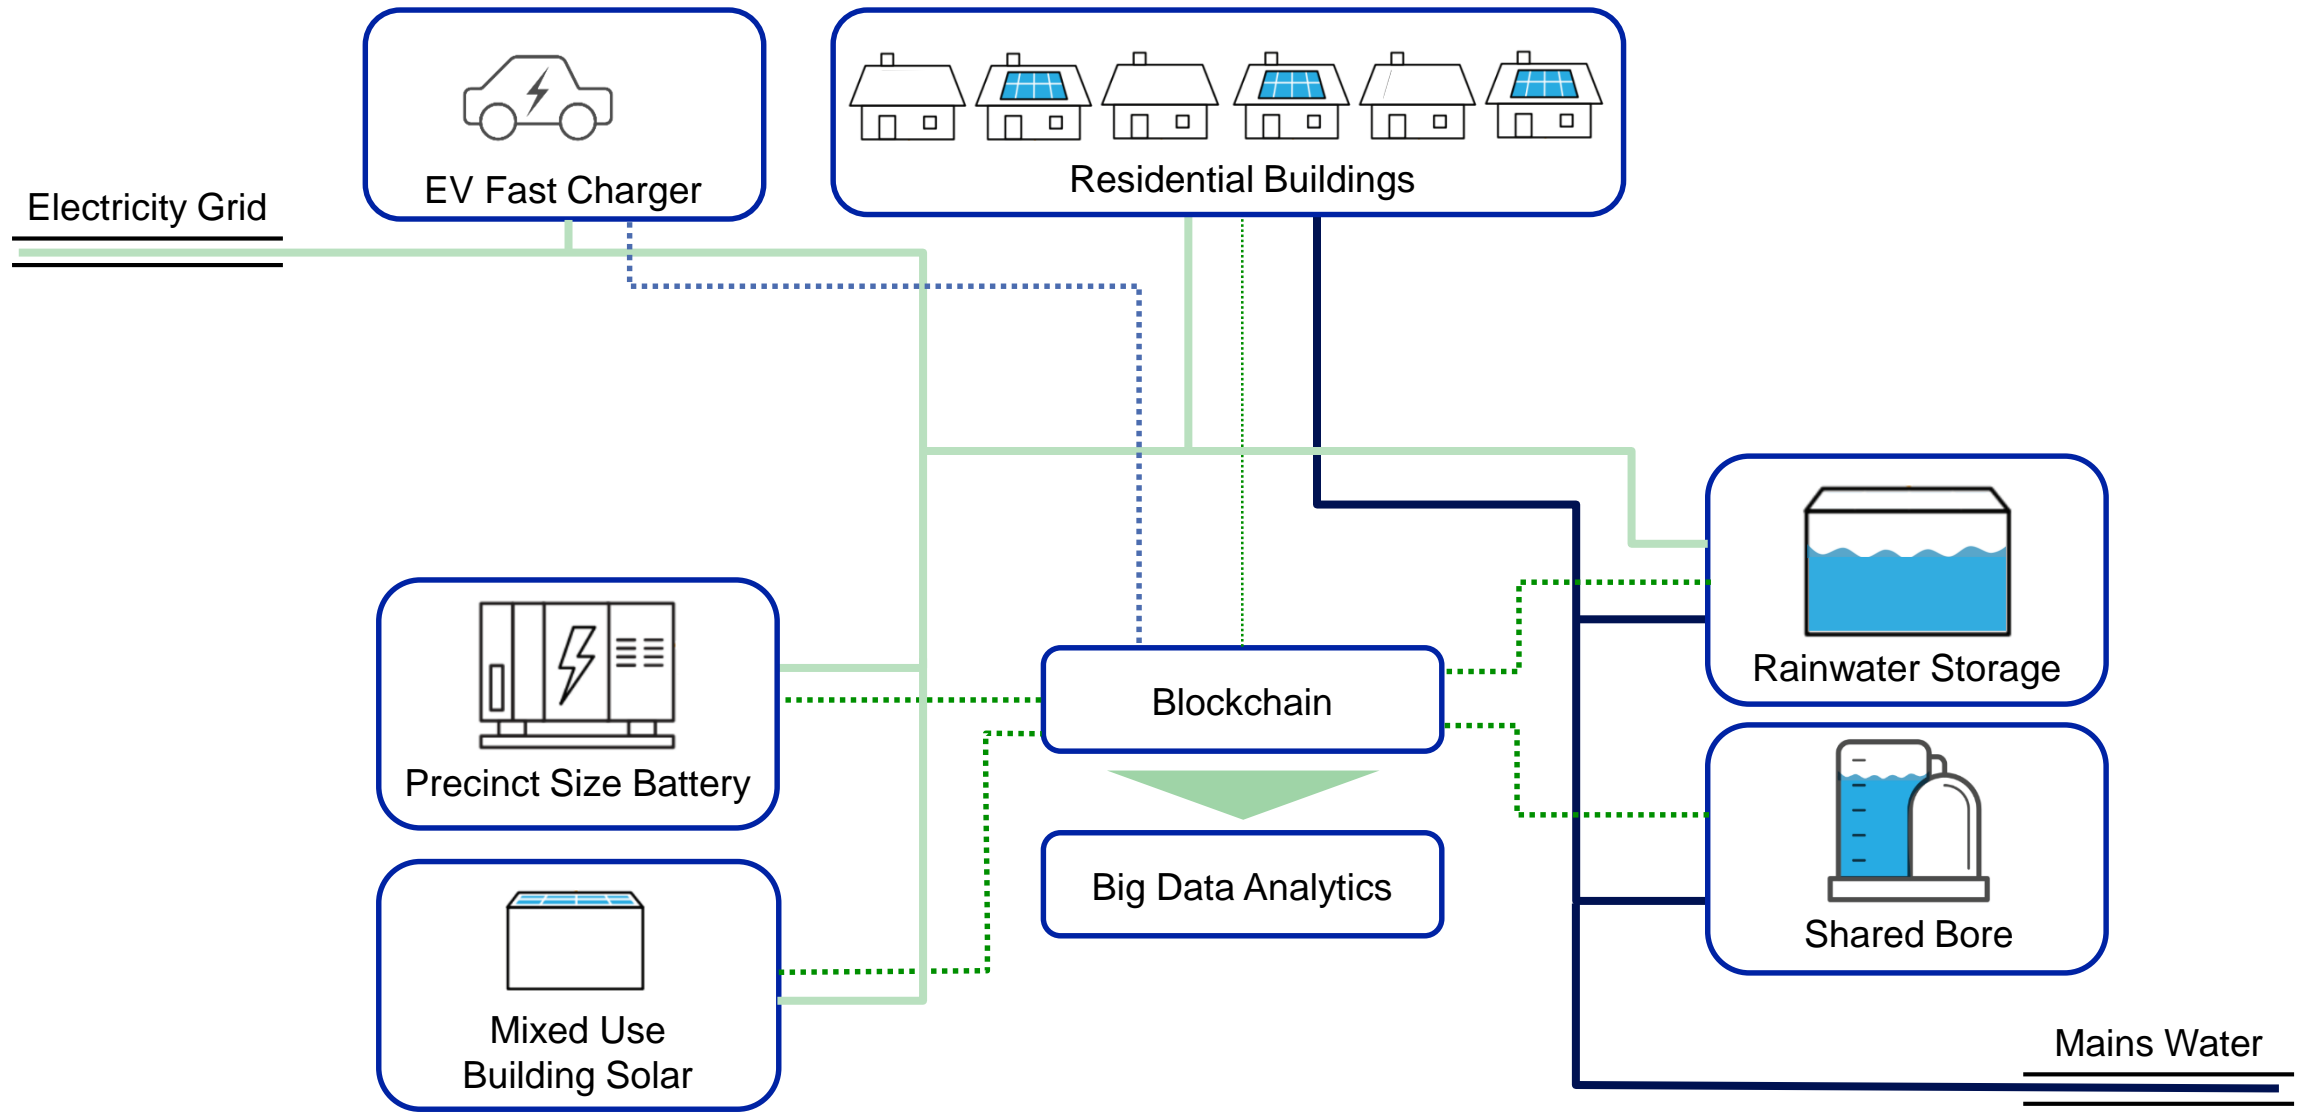 EV Fast Charger
Residential Buildings
Electricity Grid
Rainwater Storage
Blockchain
Precinct Size Battery
Big Data Analytics
Shared Bore
Mixed Use
Building Solar
Mains Water